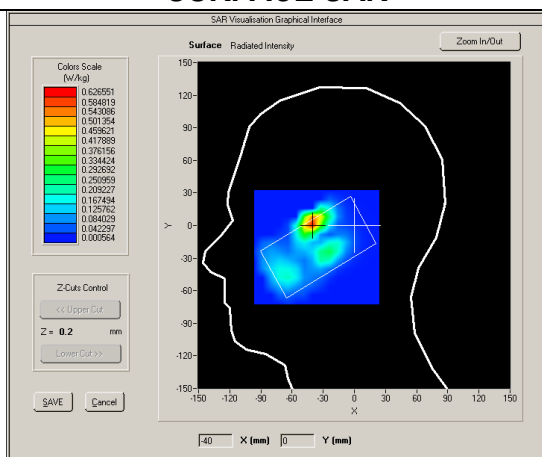 SURFACE SAR
SAR Visualisation Graphical Interface
Surface Radiated Intensity
Zoom In/Out
Colors Scale
(W/kg)
0.626551
0.584819
0.543086
0.501354
0.459621
0.417889
0.376156
0.334424
0.292692
0.250959
0.209227
0.167494
0.125762
0.084029
0.042297
0.000564
150
120
90
60
30
0
-30
-60
-90
-120
-150
Y
-150 -120 -90 -60 -30 0 30 60 90 120 150
X
Z-Cuts Control
<< Upper Cut
Z = 0.2 mm
Lower Cut >>
SAVE
Cancel
-40 X (mm) 0 Y (mm)